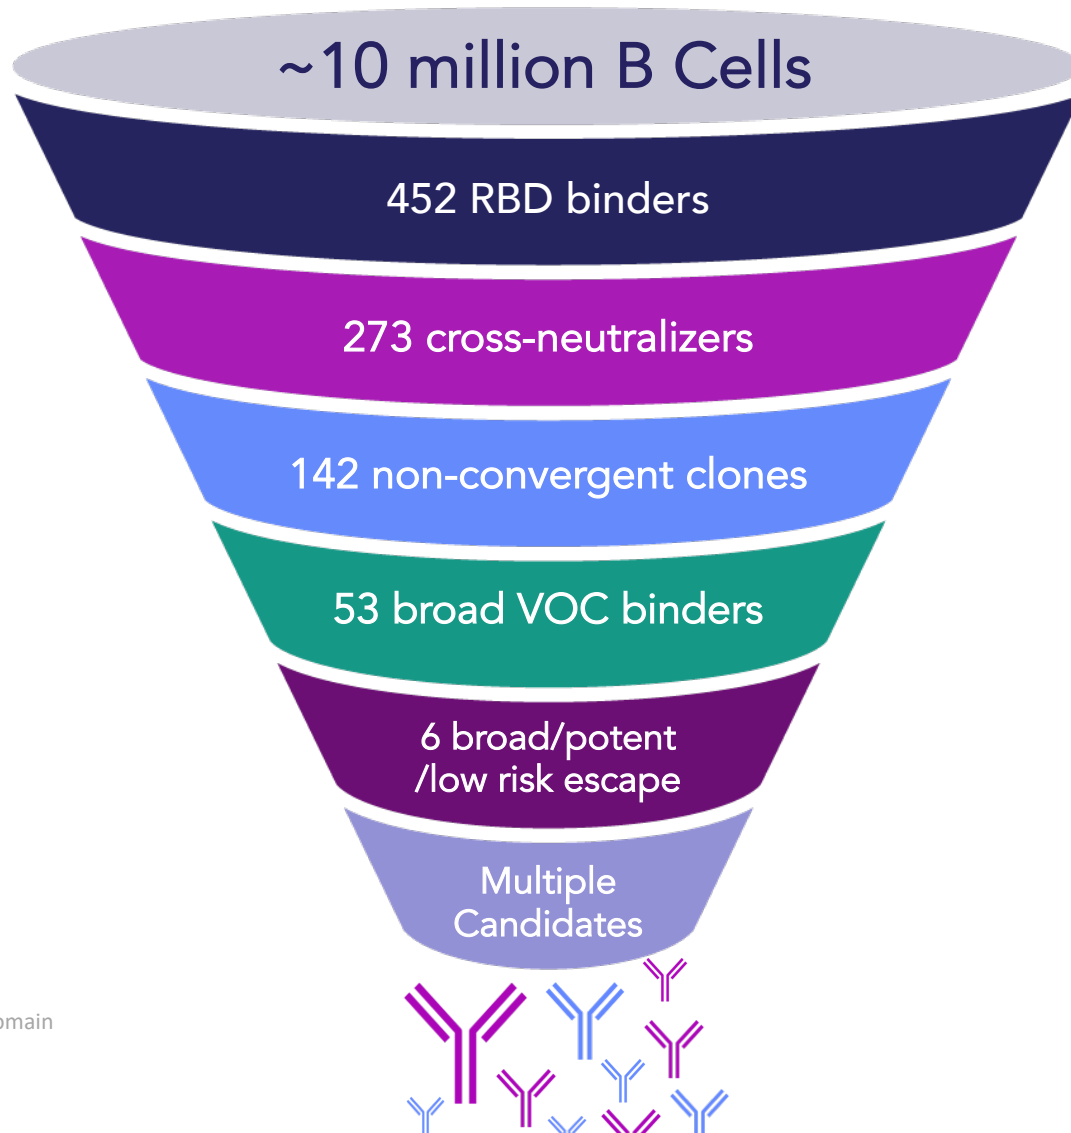 ~10 million B Cells
452 RBD binders
273 cross-neutralizers
142 non-convergent clones
53 broad VOC binders
6 broad/potent
/low risk escape
Multiple
Candidates
omain